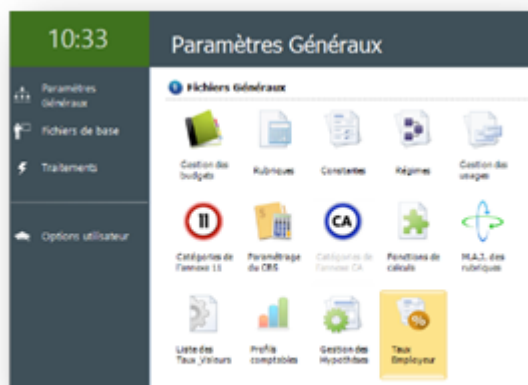 10:33
Paramètres Généraux
Paramètres
Généraux
Fichiers de base
Traitements
Options utilisateur
Fichiers Généraux
Gestion des
budgets
Rubriques
Constantes
Régimes
Gestion des
usages
11
CA
Catégories de
l'annexe 11
Paramétrage
du CBS
Catégories de
l'annexe CA
Fonctions de
calculs
M.A.J. des
rubriques
Liste des
Taux_Valeurs
Profils
comptables
Gestion des
Hypothèses
Taux
Employeur